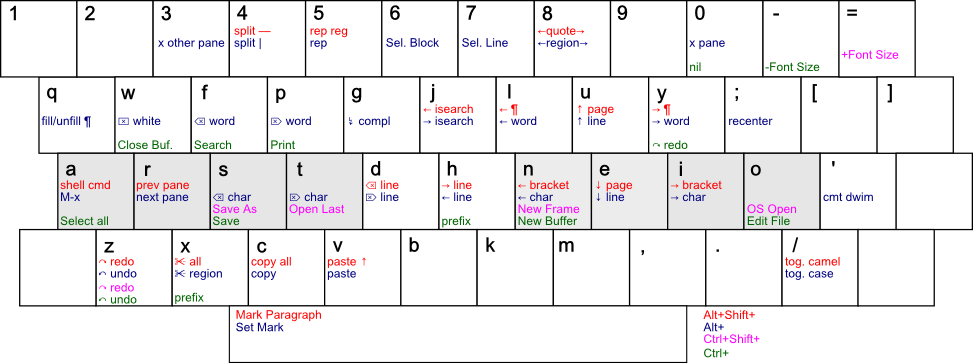 1 2 3 4 5 6 7 8 9 0 - =
split — rep reg ←quote→
x other pane split | rep Sel. Block Sel. Line ←region→ x pane
+Font Size
nil -Font Size
q w f p g j l u y ; [ ]
← isearch ← ¶ ↑ page → ¶
fill/unfill ¶ ⌦ white ⌫ word ⌦ word ↯ compl → isearch ← word ↑ line → word recenter
Close Buf. Search Print ↷ redo
a r s t d h n e i o '
shell cmd prev pane ⌫ line → line ← bracket ↓ page → bracket
M-x next pane ⌫ char ⌦ char ⌦ line ← line ← char ↓ line → char cmt dwim
Save As Open Last New Frame OS Open
Select all Save prefix New Buffer Edit File
z x c v b k m , . /
↷ redo ✀ all copy all paste ↑ tog. camel
↶ undo ✀ region copy paste tog. case
↷ redo
↶ undo prefix
Mark Paragraph Alt+Shift+
Set Mark Alt+
Ctrl+Shift+
Ctrl+